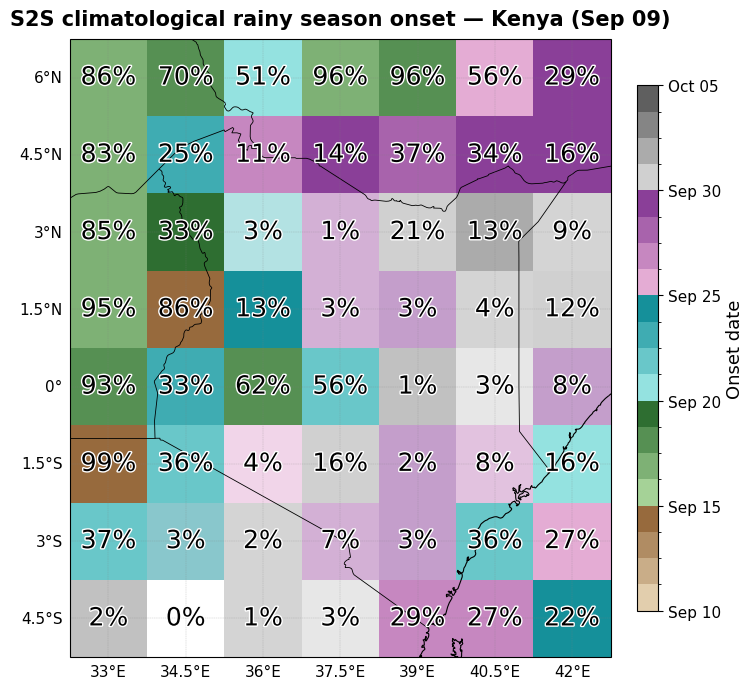 S2S climatological rainy season onset — Kenya (Sep 09)
6°N
86% 70% 51% 96% 96% 56% 29%
4.5°N
83% 25% 11% 14% 37% 34% 16%
3°N
85% 33% 3% 1% 21% 13% 9%
1.5°N
95% 86% 13% 3% 3% 4% 12%
0°
93% 33% 62% 56% 1% 3% 8%
1.5°S
99% 36% 4% 16% 2% 8% 16%
3°S
37% 3% 2% 7% 3% 36% 27%
4.5°S
2% 0% 1% 3% 29% 27% 22%
33°E 34.5°E 36°E 37.5°E 39°E 40.5°E 42°E
Oct 05
Sep 30
Sep 25
Sep 20
Sep 15
Sep 10
Onset date